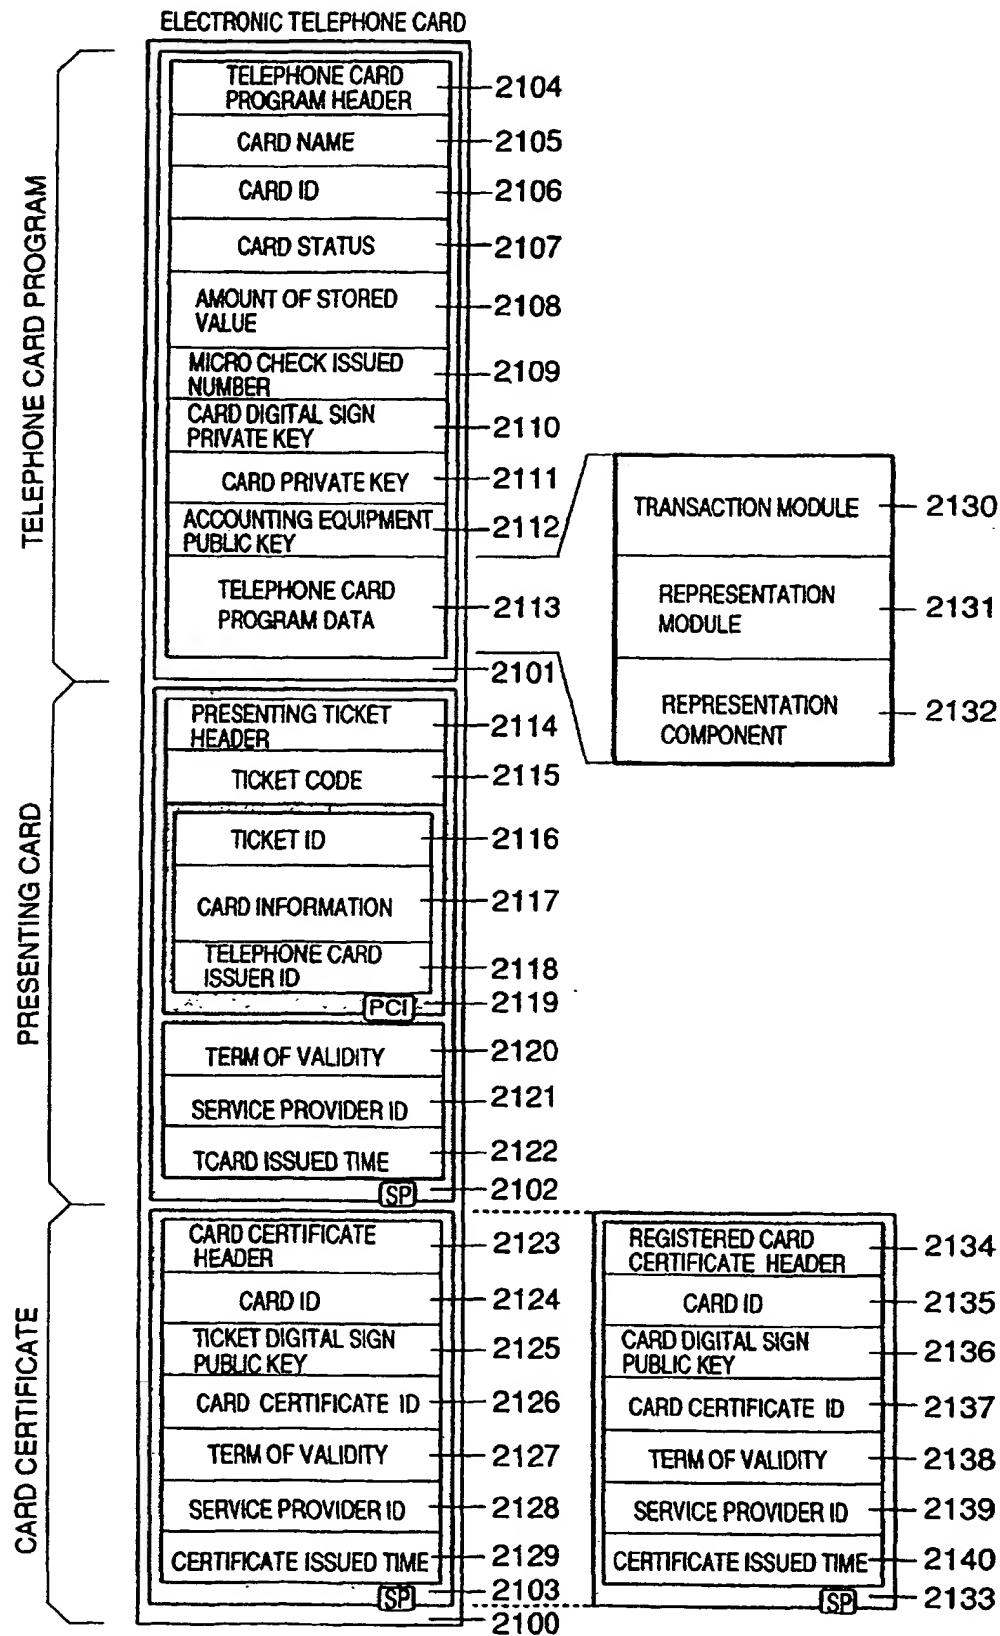 ELECTRONIC TELEPHONE CARD
TELEPHONE CARD PROGRAM
TELEPHONE CARD
PROGRAM HEADER
2104
CARD NAME
2105
CARD ID
2106
CARD STATUS
2107
AMOUNT OF STORED
VALUE
2108
MICRO CHECK ISSUED
NUMBER
2109
CARD DIGITAL SIGN
PRIVATE KEY
2110
CARD PRIVATE KEY
2111
ACCOUNTING EQUIPMENT
PUBLIC KEY
2112
TELEPHONE CARD
PROGRAM DATA
2113
2101
TRANSACTION MODULE
2130
REPRESENTATION
MODULE
2131
REPRESENTATION
COMPONENT
2132
PRESENTING CARD
PRESENTING TICKET
HEADER
2114
TICKET CODE
2115
TICKET ID
2116
CARD INFORMATION
2117
TELEPHONE CARD
ISSUER ID
2118
PCI
2119
TERM OF VALIDITY
2120
SERVICE PROVIDER ID
2121
TCARD ISSUED TIME
2122
SP
2102
CARD CERTIFICATE
CARD CERTIFICATE
HEADER
2123
CARD ID
2124
TICKET DIGITAL SIGN
PUBLIC KEY
2125
CARD CERTIFICATE ID
2126
TERM OF VALIDITY
2127
SERVICE PROVIDER ID
2128
CERTIFICATE ISSUED TIME
2129
SP
2103
2100
REGISTERED CARD
CERTIFICATE HEADER
2134
CARD ID
2135
CARD DIGITAL SIGN
PUBLIC KEY
2136
CARD CERTIFICATE ID
2137
TERM OF VALIDITY
2138
SERVICE PROVIDER ID
2139
CERTIFICATE ISSUED TIME
2140
SP
2133